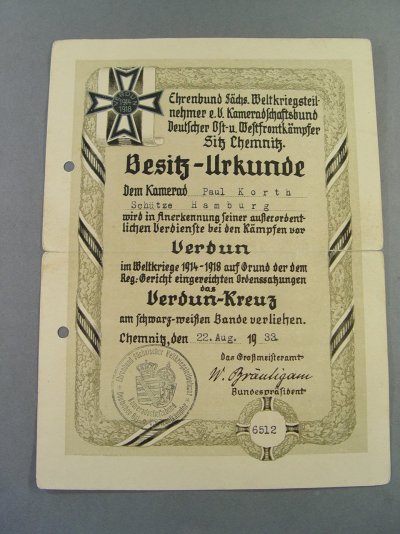 1914
1918
Ehrenbund Sächs. Weltkriegsteil-
nehmer e.V. Kameradschaftsbund
Deutscher Ost- u. Westfrontkämpfer
Sitz Chemnitz.
Besitz-Urkunde
Dem Kamerad Paul Korth
Schütze Hamburg
wird in Anerkennung seiner außerordent-
lichen Verdienste bei den Kämpfen vor
Verdun
im Weltkriege 1914-1918 auf Grund der dem
Reg: Gericht eingereichten Ordenssatzungen
das
Verdun-Kreuz
am schwarz-weißen Bande verliehen.
Chemnitz, den 22. Aug. 1933.
Das Großmeisteramt
W. Bräutigam
Bundespräsident
6512